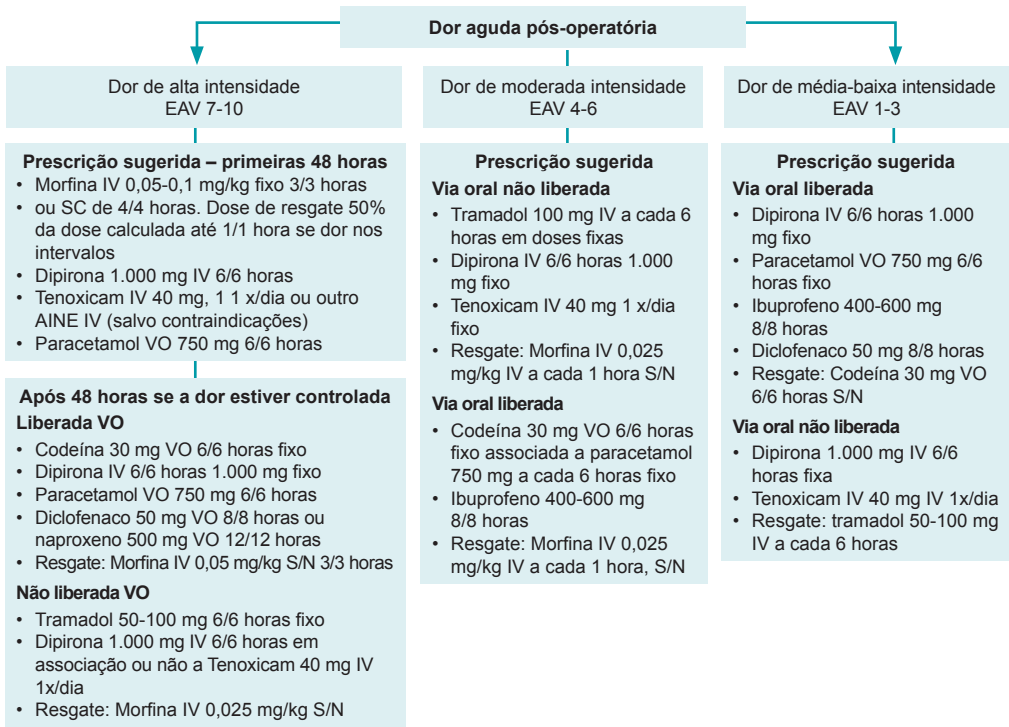 Dor aguda pós-operatória
Dor de alta intensidade
EAV 7-10
Prescrição sugerida – primeiras 48 horas
• Morfina IV 0,05-0,1 mg/kg fixo 3/3 horas
• ou SC de 4/4 horas. Dose de resgate 50%
da dose calculada até 1/1 hora se dor nos
intervalos
• Dipirona 1.000 mg IV 6/6 horas
• Tenoxicam IV 40 mg, 1 1 x/dia ou outro
AINE IV (salvo contraindicações)
• Paracetamol VO 750 mg 6/6 horas
Após 48 horas se a dor estiver controlada
Liberada VO
• Codeína 30 mg VO 6/6 horas fixo
• Dipirona IV 6/6 horas 1.000 mg fixo
• Paracetamol VO 750 mg 6/6 horas
• Diclofenaco 50 mg VO 8/8 horas ou
naproxeno 500 mg VO 12/12 horas
• Resgate: Morfina IV 0,05 mg/kg S/N 3/3 horas
Não liberada VO
• Tramadol 50-100 mg 6/6 horas fixo
• Dipirona 1.000 mg IV 6/6 horas em
associação ou não a Tenoxicam 40 mg IV
1x/dia
• Resgate: Morfina IV 0,025 mg/kg S/N
Dor de moderada intensidade
EAV 4-6
Prescrição sugerida
Via oral não liberada
• Tramadol 100 mg IV a cada 6
horas em doses fixas
• Dipirona IV 6/6 horas 1.000
mg fixo
• Tenoxicam IV 40 mg 1 x/dia
fixo
• Resgate: Morfina IV 0,025
mg/kg IV a cada 1 hora S/N
Via oral liberada
• Codeína 30 mg VO 6/6 horas
fixo associada a paracetamol
750 mg a cada 6 horas fixo
• Ibuprofeno 400-600 mg
8/8 horas
• Resgate: Morfina IV 0,025
mg/kg IV a cada 1 hora, S/N
Dor de média-baixa intensidade
EAV 1-3
Prescrição sugerida
Via oral liberada
• Dipirona IV 6/6 horas 1.000
mg fixo
• Paracetamol VO 750 mg 6/6
horas fixo
• Ibuprofeno 400-600 mg
8/8 horas
• Diclofenaco 50 mg 8/8 horas
• Resgate: Codeína 30 mg VO
6/6 horas S/N
Via oral não liberada
• Dipirona 1.000 mg IV 6/6
horas fixa
• Tenoxicam IV 40 mg IV 1x/dia
• Resgate: tramadol 50-100 mg
IV a cada 6 horas